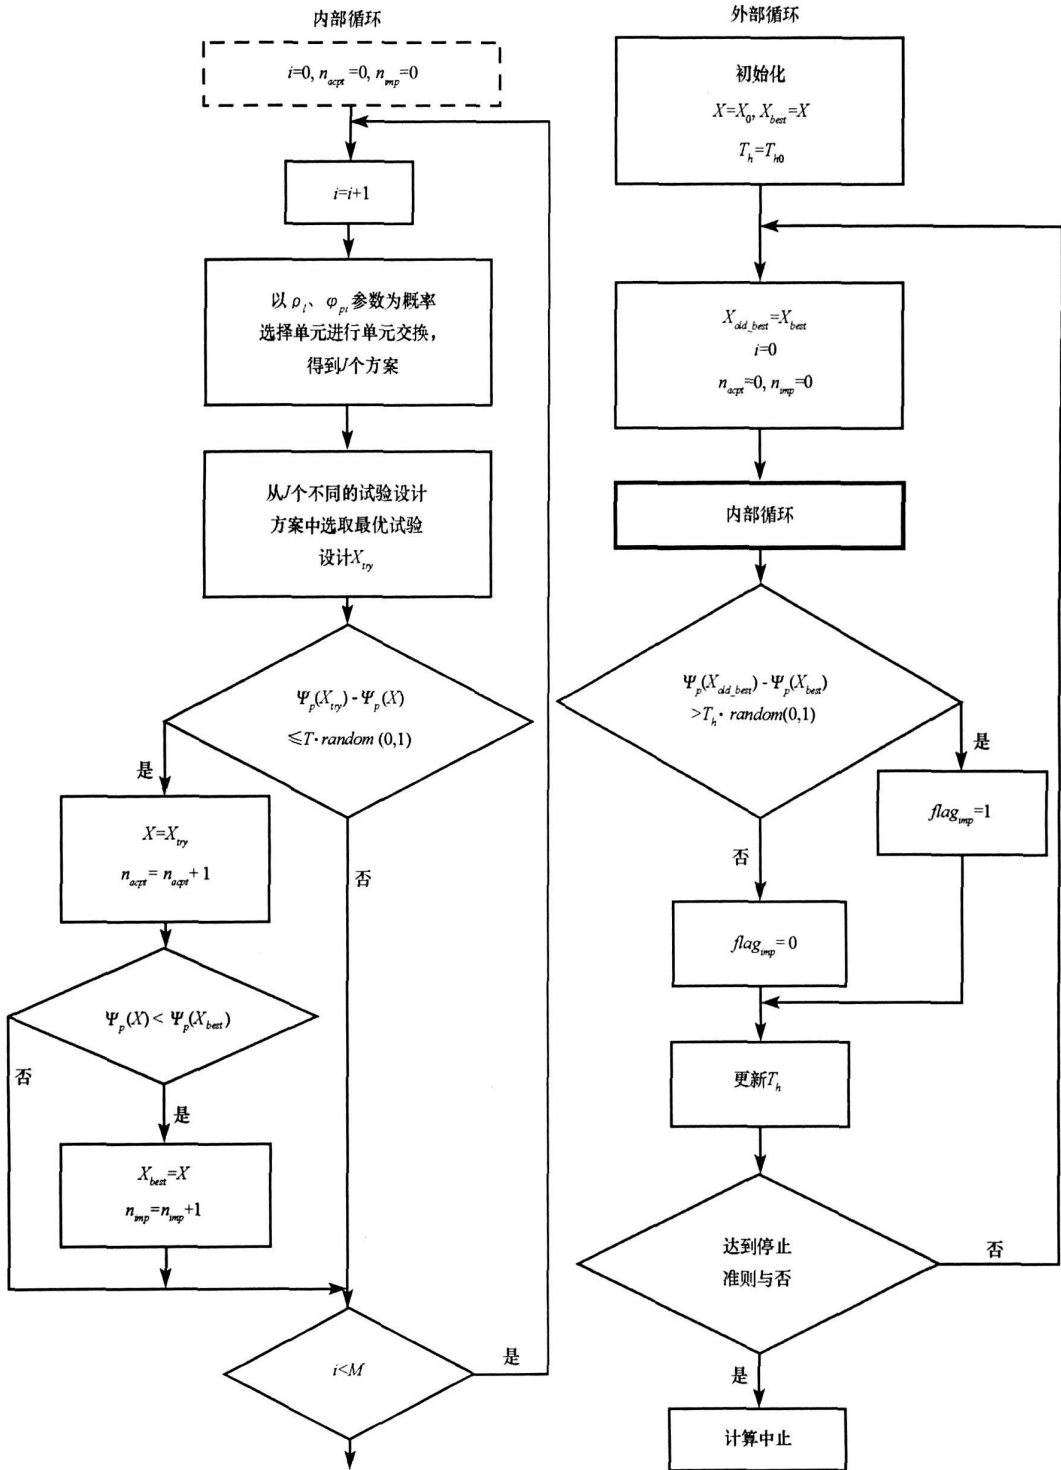 内部循环
i=0, n_acpt=0, n_imp=0
i=i+1
以 ρ_i、φ_pi 参数为概率
选择单元进行单元交换,
得到J个方案
从J个不同的试验设计
方案中选取最优试验
设计X_try
Ψ_p(X_try) - Ψ_p(X)
≤T·random (0,1)
是
否
X=X_try
n_acpt= n_acpt+ 1
Ψ_p(X) < Ψ_p(X_best)
否
是
X_best=X
n_imp=n_imp+1
i<M
是
外部循环
初始化
X=X_0, X_best=X
T_h=T_h0
X_old_best=X_best
i=0
n_acpt=0, n_imp=0
内部循环
Ψ_p(X_old_best) - Ψ_p(X_best)
>T_h· random(0,1)
是
flag_imp=1
否
flag_imp= 0
更新T_h
达到停止
准则与否
否
是
计算中止